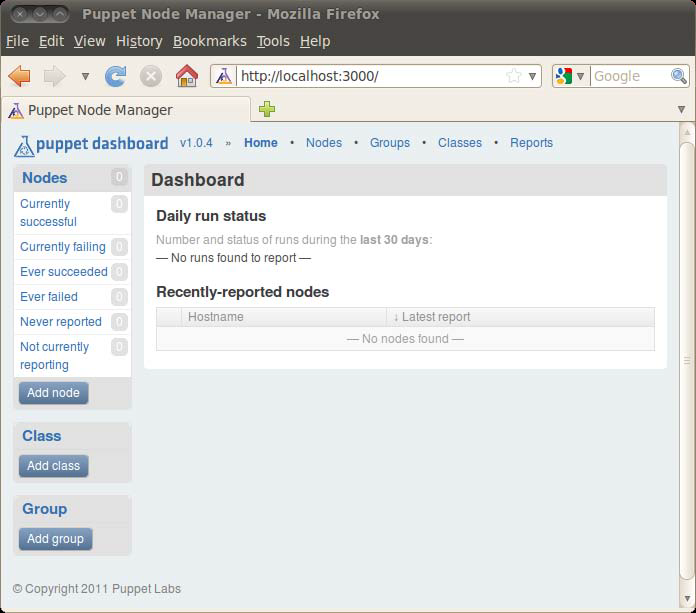 Puppet Node Manager - Mozilla Firefox
File Edit View History Bookmarks Tools Help
http://localhost:3000/
Google
Puppet Node Manager
puppet dashboard v1.0.4 » Home • Nodes • Groups • Classes • Reports
Nodes 0
Currently successful 0
Currently failing 0
Ever succeeded 0
Ever failed 0
Never reported 0
Not currently reporting 0
Add node
Class
Add class
Group
Add group
Dashboard
Daily run status
Number and status of runs during the last 30 days:
— No runs found to report —
Recently-reported nodes
Hostname ↓ Latest report
— No nodes found —
© Copyright 2011 Puppet Labs